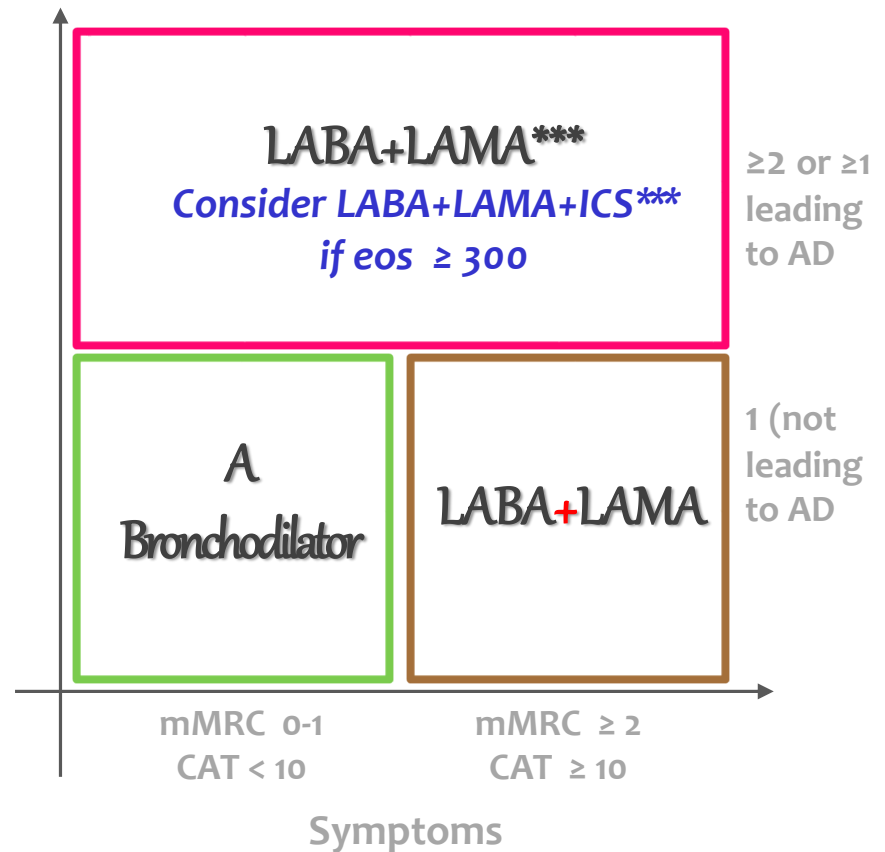 LABA+LAMA***
Consider LABA+LAMA+ICS***
if eos ≥ 300
≥2 or ≥1
leading
to AD
A
Bronchodilator
LABA+LAMA
1 (not
leading
to AD
mMRC 0-1
CAT < 10
mMRC ≥ 2
CAT ≥ 10
Symptoms